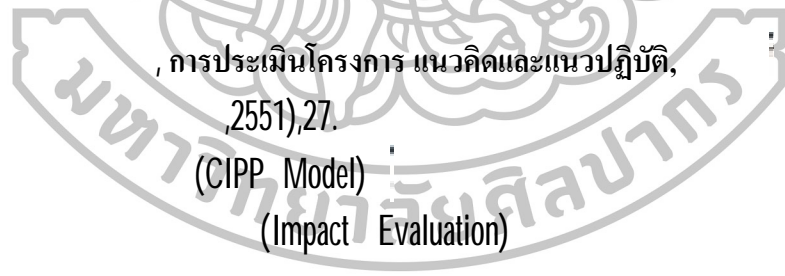 , การประเมินโครงการ แนวคิดและแนวปฏิบัติ,
,2551),27.
(CIPP Model)
(Impact Evaluation)
มหาวิทยาลัยศิลปากร